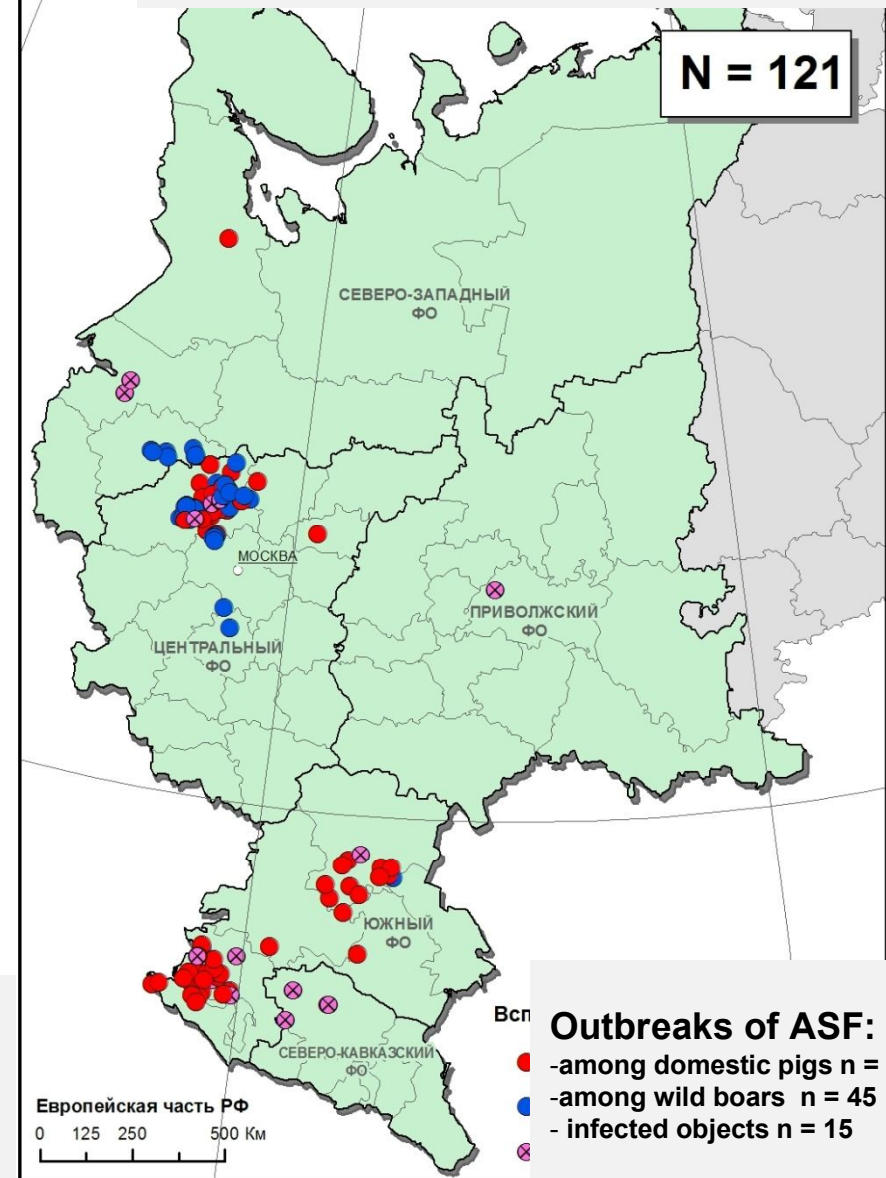 N = 121
СЕВЕРО-ЗАПАДНЫЙ
ФО
МОСКВА
ПРИВОЛЖСКИЙ
ФО
ЦЕНТРАЛЬНЫЙ
ФО
ЮЖНЫЙ
ФО
СЕВЕРО-КАВКАЗСКИЙ
ФО
Европейская часть РФ
0 125 250 500 Км
Всп
Outbreaks of ASF:
-among domestic pigs n =
-among wild boars n = 45
- infected objects n = 15